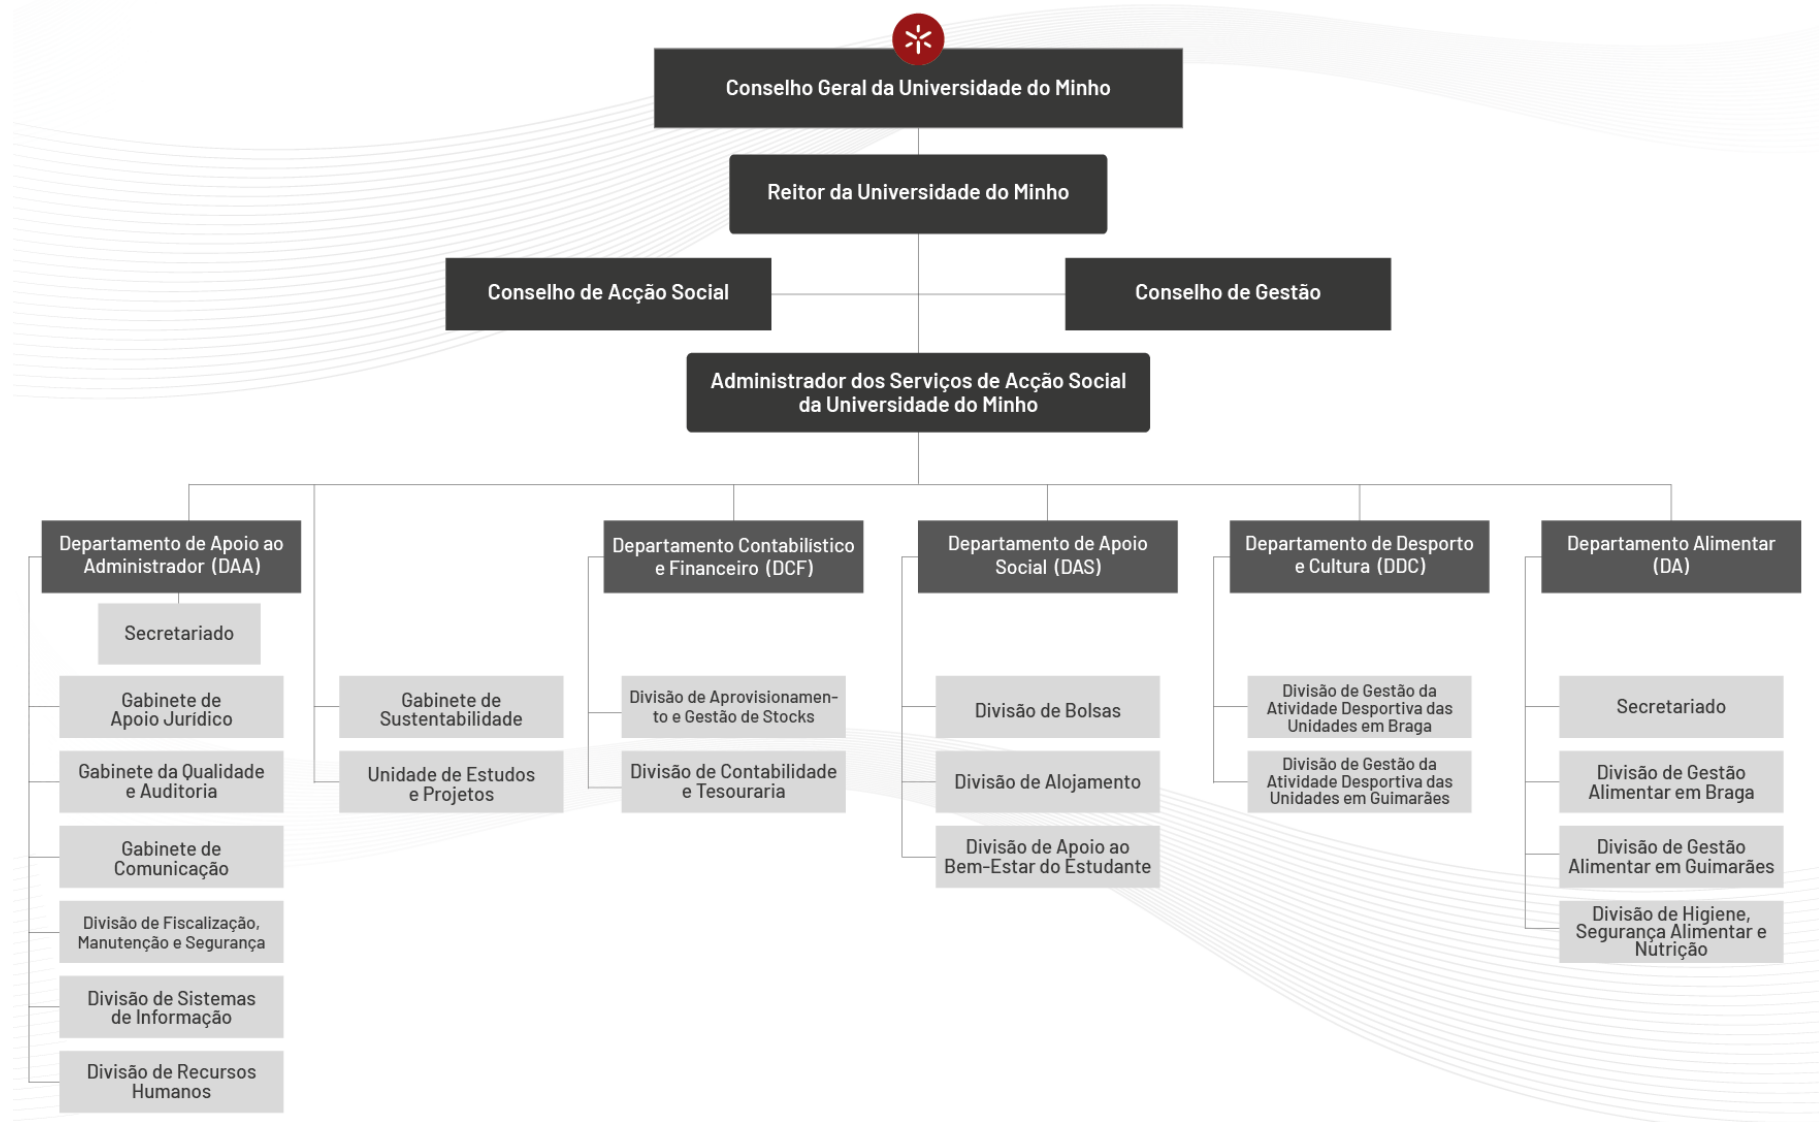 Conselho Geral da Universidade do Minho
Reitor da Universidade do Minho
Conselho de Acção Social
Conselho de Gestão
Administrador dos Serviços de Acção Social
da Universidade do Minho
Departamento de Apoio ao
Administrador (DAA)
Secretariado
Gabinete de
Apoio Jurídico
Gabinete da Qualidade
e Auditoria
Gabinete de
Comunicação
Divisão de Fiscalização,
Manutenção e Segurança
Divisão de Sistemas
de Informação
Divisão de Recursos
Humanos
Gabinete de
Sustentabilidade
Unidade de Estudos
e Projetos
Departamento Contabilístico
e Financeiro (DCF)
Divisão de Aprovisionamen-
to e Gestão de Stocks
Divisão de Contabilidade
e Tesouraria
Departamento de Apoio
Social (DAS)
Divisão de Bolsas
Divisão de Alojamento
Divisão de Apoio ao
Bem-Estar do Estudante
Departamento de Desporto
e Cultura (DDC)
Divisão de Gestão da
Atividade Desportiva das
Unidades em Braga
Divisão de Gestão da
Atividade Desportiva das
Unidades em Guimarães
Departamento Alimentar
(DA)
Secretariado
Divisão de Gestão
Alimentar em Braga
Divisão de Gestão
Alimentar em Guimarães
Divisão de Higiene,
Segurança Alimentar e
Nutrição